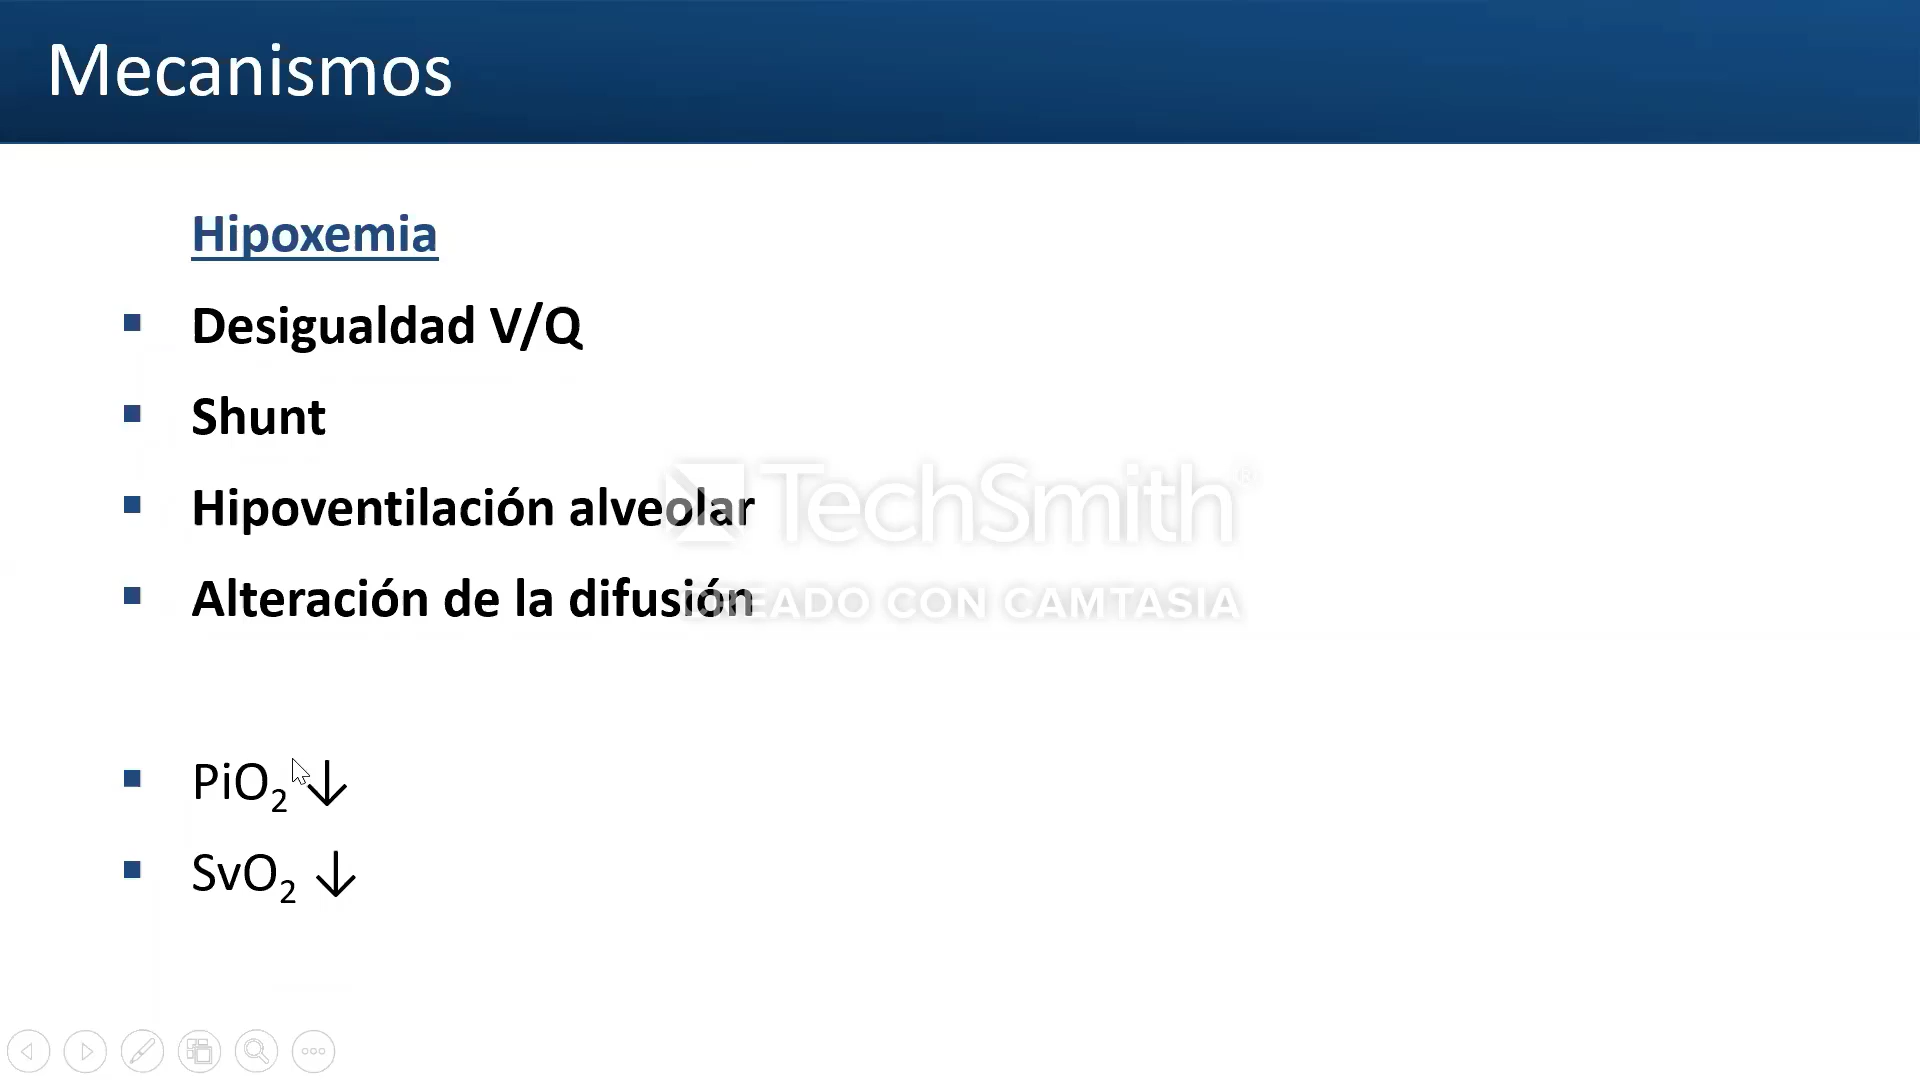 Mecanismos
Hipoxemia
▪ Desigualdad V/Q
▪ Shunt
▪ Hipoventilación alveolar
▪ Alteración de la difusión
▪ PiO₂ ↓
▪ SvO₂ ↓
TechSmith®
CREADO CON CAMTASIA